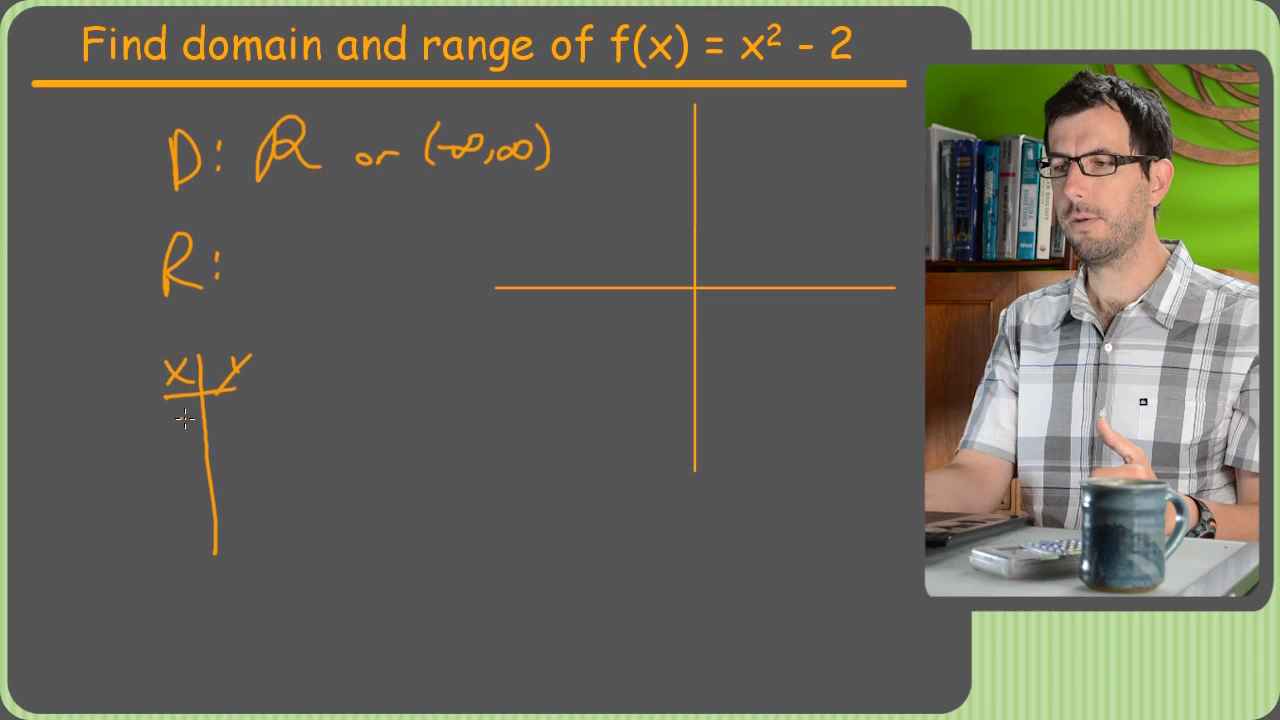 Find domain and range of f(x) = x² - 2
D: ℝ or (-∞,∞)
R:
x y